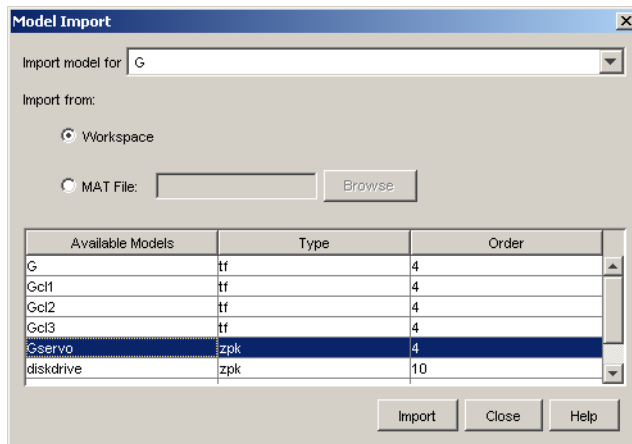 Model Import
Import model for G
Import from:
Workspace
MAT File: Browse
Available Models Type Order
G tf 4
Gcl1 tf 4
Gcl2 tf 4
Gcl3 tf 4
Gservo zpk 4
diskdrive zpk 10
Import Close Help